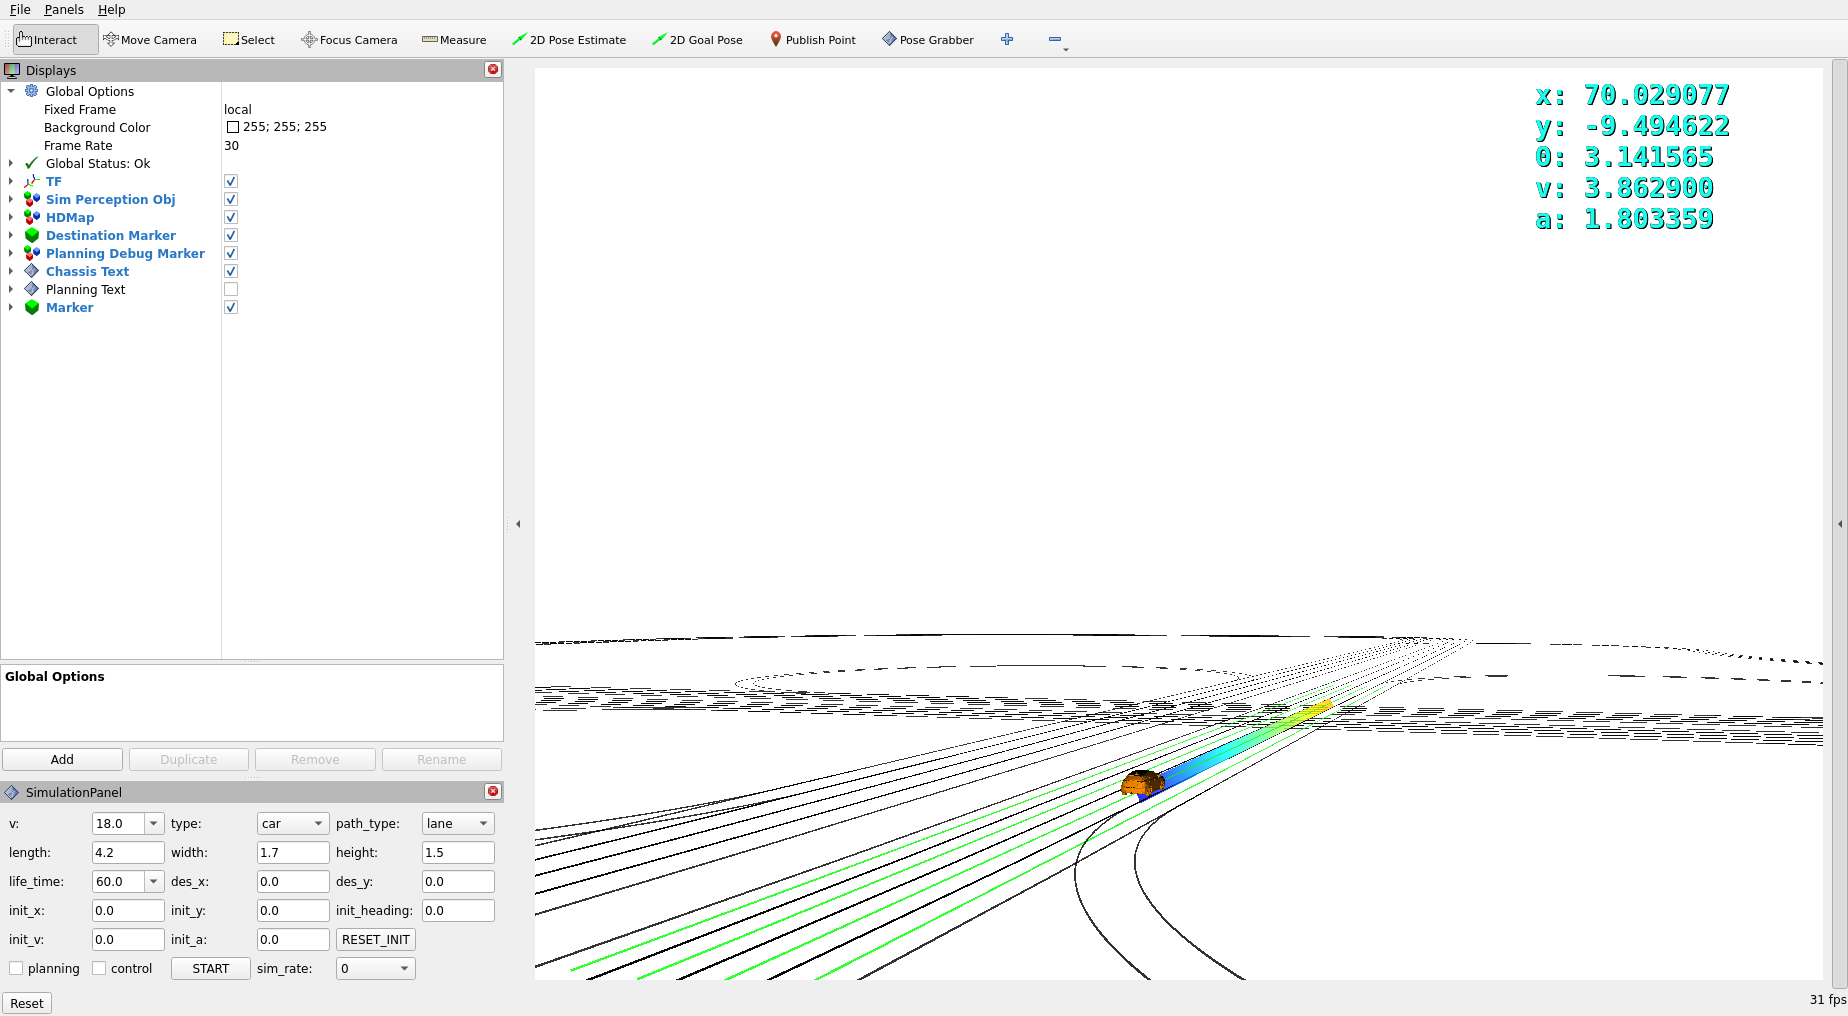 File Panels Help
Interact Move Camera Select Focus Camera Measure 2D Pose Estimate 2D Goal Pose Publish Point Pose Grabber
Displays
Global Options
Fixed Frame local
Background Color 255; 255; 255
Frame Rate 30
Global Status: Ok
TF
Sim Perception Obj
HDMap
Destination Marker
Planning Debug Marker
Chassis Text
Planning Text
Marker
Global Options
Add Duplicate Remove Rename
SimulationPanel
v: 18.0 type: car path_type: lane
length: 4.2 width: 1.7 height: 1.5
life_time: 60.0 des_x: 0.0 des_y: 0.0
init_x: 0.0 init_y: 0.0 init_heading: 0.0
init_v: 0.0 init_a: 0.0 RESET_INIT
planning control START sim_rate: 0
Reset
x: 70.029077
y: -9.494622
θ: 3.141565
v: 3.862900
a: 1.803359
31 fps